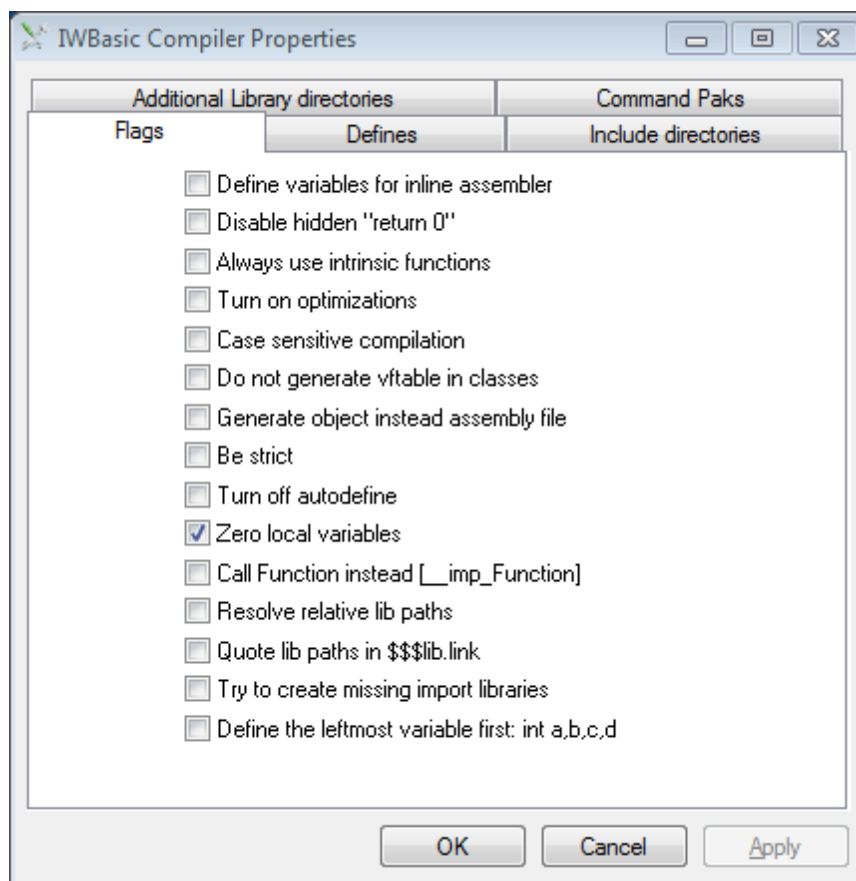 IWBasic Compiler Properties
Additional Library directories
Command Paks
Flags
Defines
Include directories
Define variables for inline assembler
Disable hidden "return 0"
Always use intrinsic functions
Turn on optimizations
Case sensitive compilation
Do not generate vftable in classes
Generate object instead assembly file
Be strict
Turn off autodefine
Zero local variables
Call Function instead [__imp_Function]
Resolve relative lib paths
Quote lib paths in $$$lib.link
Try to create missing import libraries
Define the leftmost variable first: int a,b,c,d
OK
Cancel
Apply